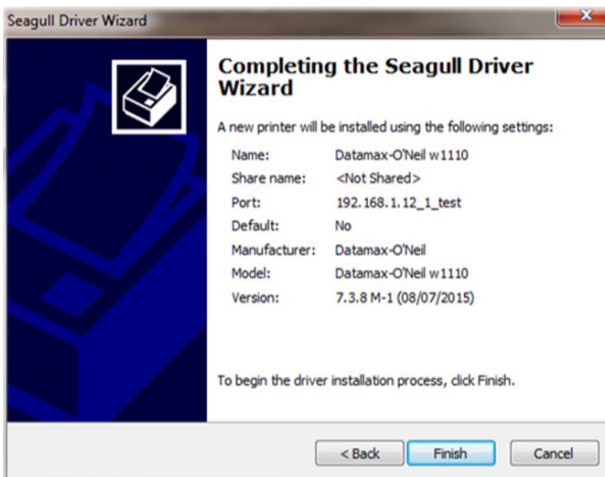 Seagull Driver Wizard
Completing the Seagull Driver
Wizard
A new printer will be installed using the following settings:
Name: Datamax-O'Neil w1110
Share name: <Not Shared>
Port: 192.168.1.12_1_test
Default: No
Manufacturer: Datamax-O'Neil
Model: Datamax-O'Neil w1110
Version: 7.3.8 M-1 (08/07/2015)
To begin the driver installation process, click Finish.
< Back Finish Cancel